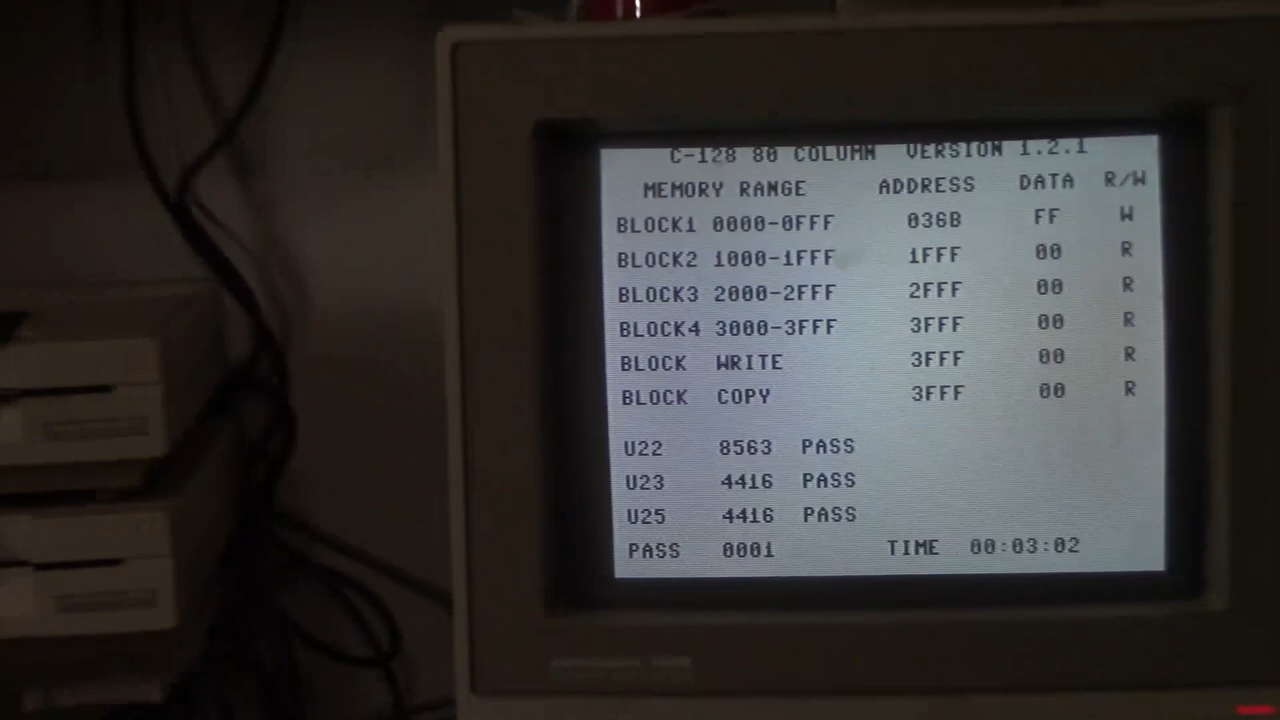 C-128 80 COLUMN VERSION 1.2.1
MEMORY RANGE ADDRESS DATA R/W
BLOCK1 0000-0FFF 036B FF W
BLOCK2 1000-1FFF 1FFF 00 R
BLOCK3 2000-2FFF 2FFF 00 R
BLOCK4 3000-3FFF 3FFF 00 R
BLOCK WRITE 3FFF 00 R
BLOCK COPY 3FFF 00 R
U22 8563 PASS
U23 4416 PASS
U25 4416 PASS
PASS 0001 TIME 00:03:02